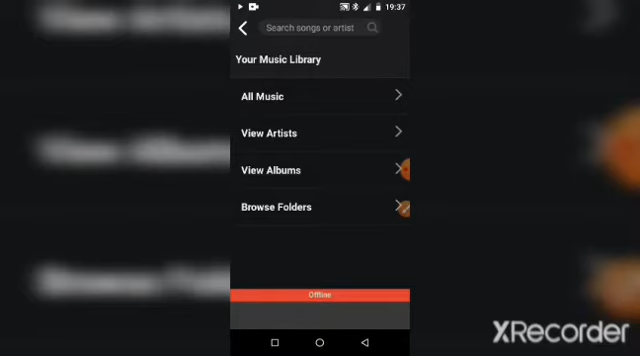 19:37
Search songs or artist
Your Music Library
All Music
View Artists
View Albums
Browse Folders
Offline
XRecorder